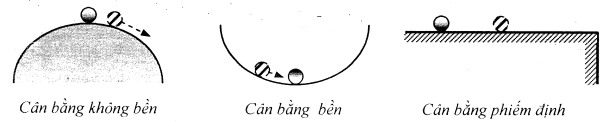 Cân bằng không bền
Cân bằng bền
Cân bằng phiếm định